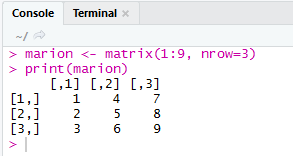 Console Terminal ×
~/
> marion <- matrix(1:9, nrow=3)
> print(marion)
     [,1] [,2] [,3]
[1,]    1    4    7
[2,]    2    5    8
[3,]    3    6    9
>